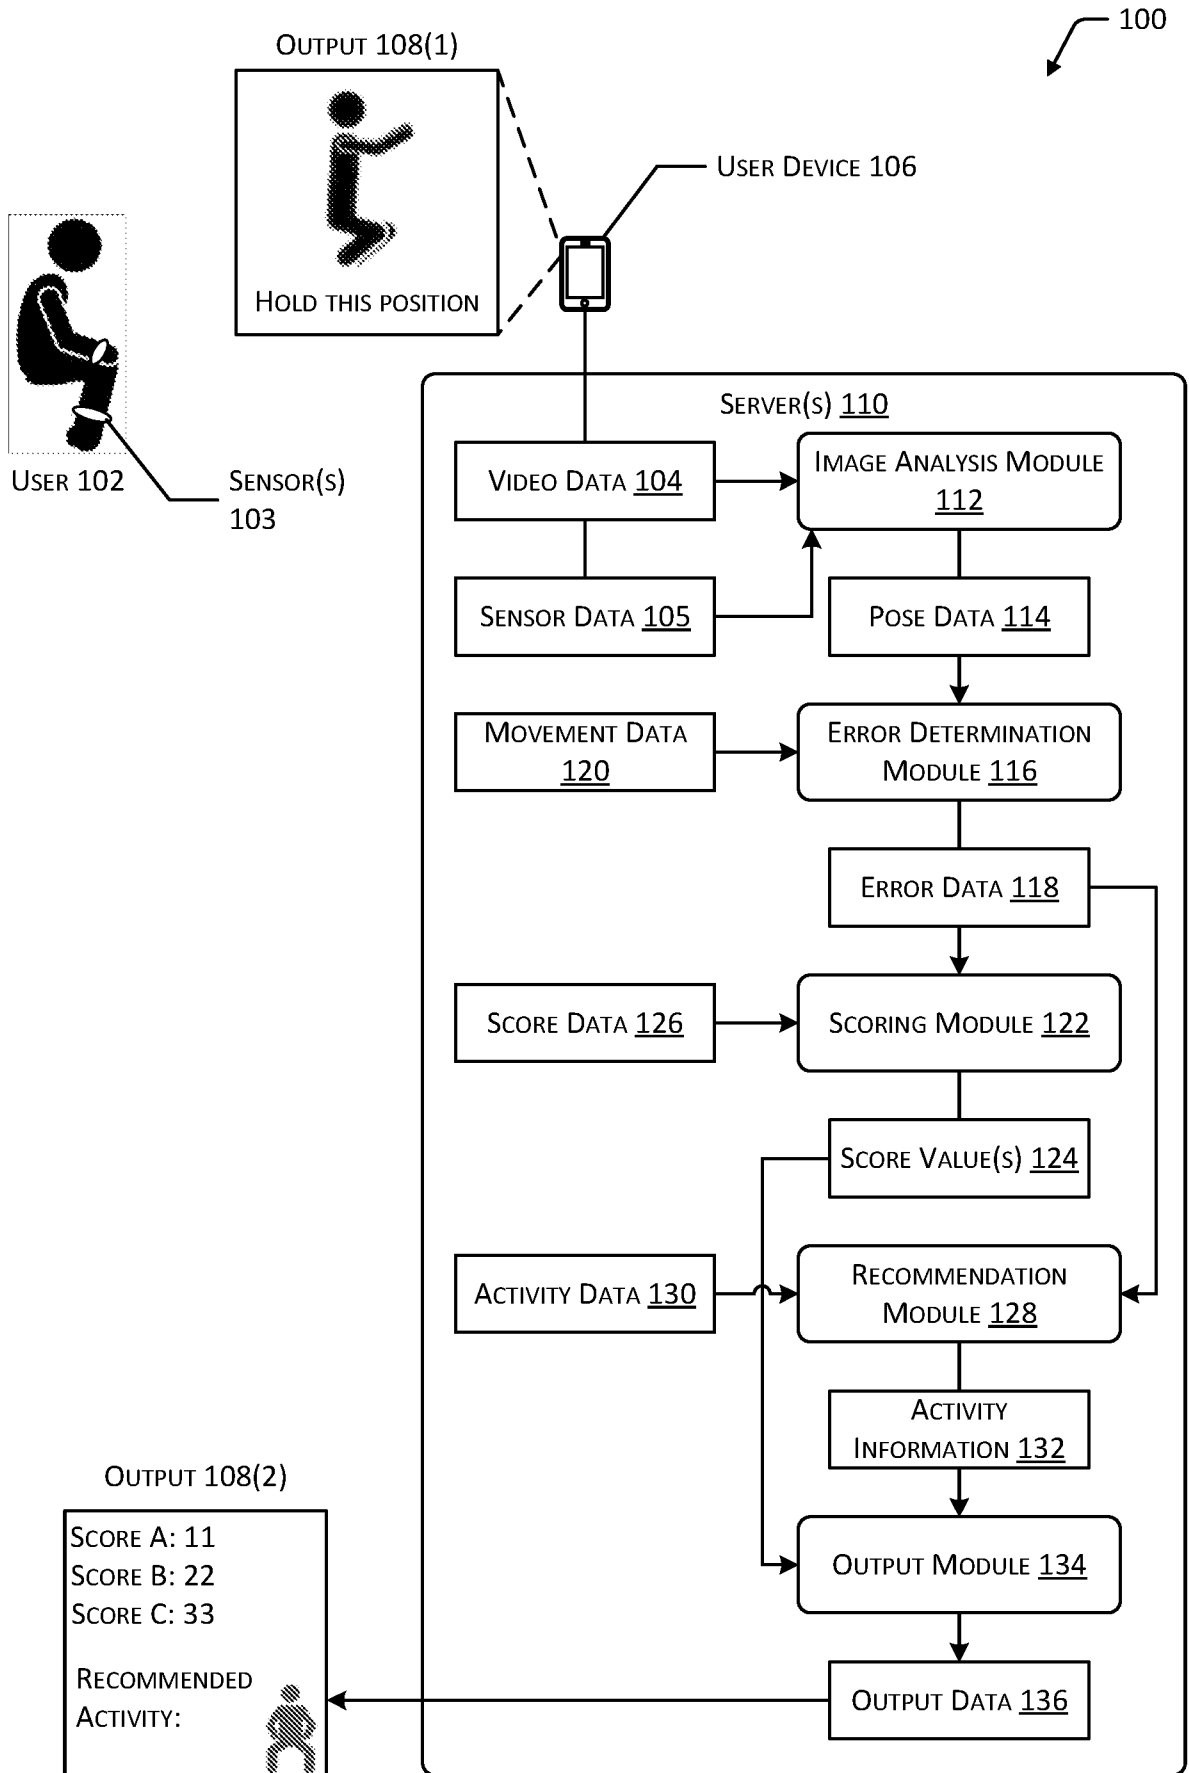 100
Output 108(1)
User Device 106
Hold this position
Server(s) 110
User 102
Sensor(s)
103
Video Data 104
Image Analysis Module
112
Sensor Data 105
Pose Data 114
Movement Data
120
Error Determination
Module 116
Error Data 118
Score Data 126
Scoring Module 122
Score Value(s) 124
Activity Data 130
Recommendation
Module 128
Activity
Information 132
Output 108(2)
Score A: 11
Score B: 22
Score C: 33
Output Module 134
Recommended
Activity:
Output Data 136